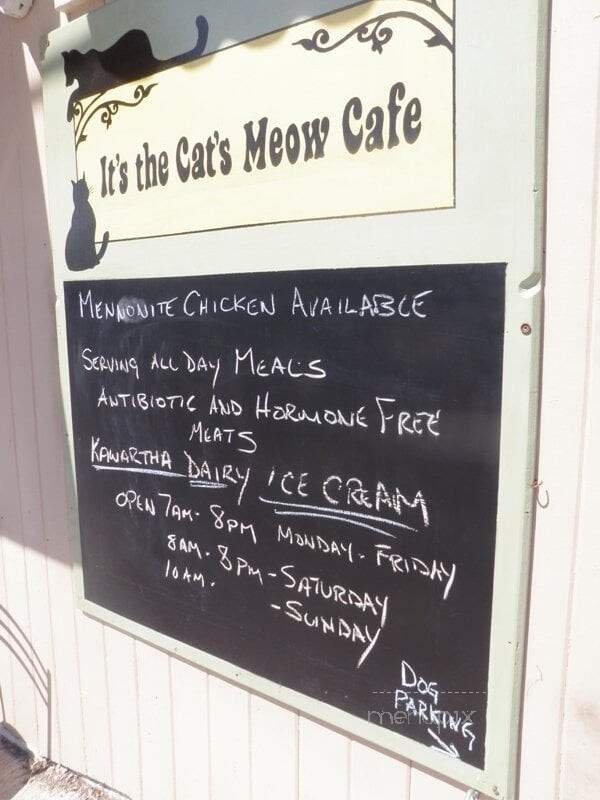 It's the Cat's Meow Cafe
MENNONITE CHICKEN AVAILABLE
SERVING ALL DAY MEALS
ANTIBIOTIC AND HORMONE FREE
MEATS
KAWARTHA DAIRY ICE CREAM
OPEN 7AM - 8PM MONDAY - FRIDAY
8AM - 8PM - SATURDAY
10AM - - SUNDAY
DOG
PARKING
menupix